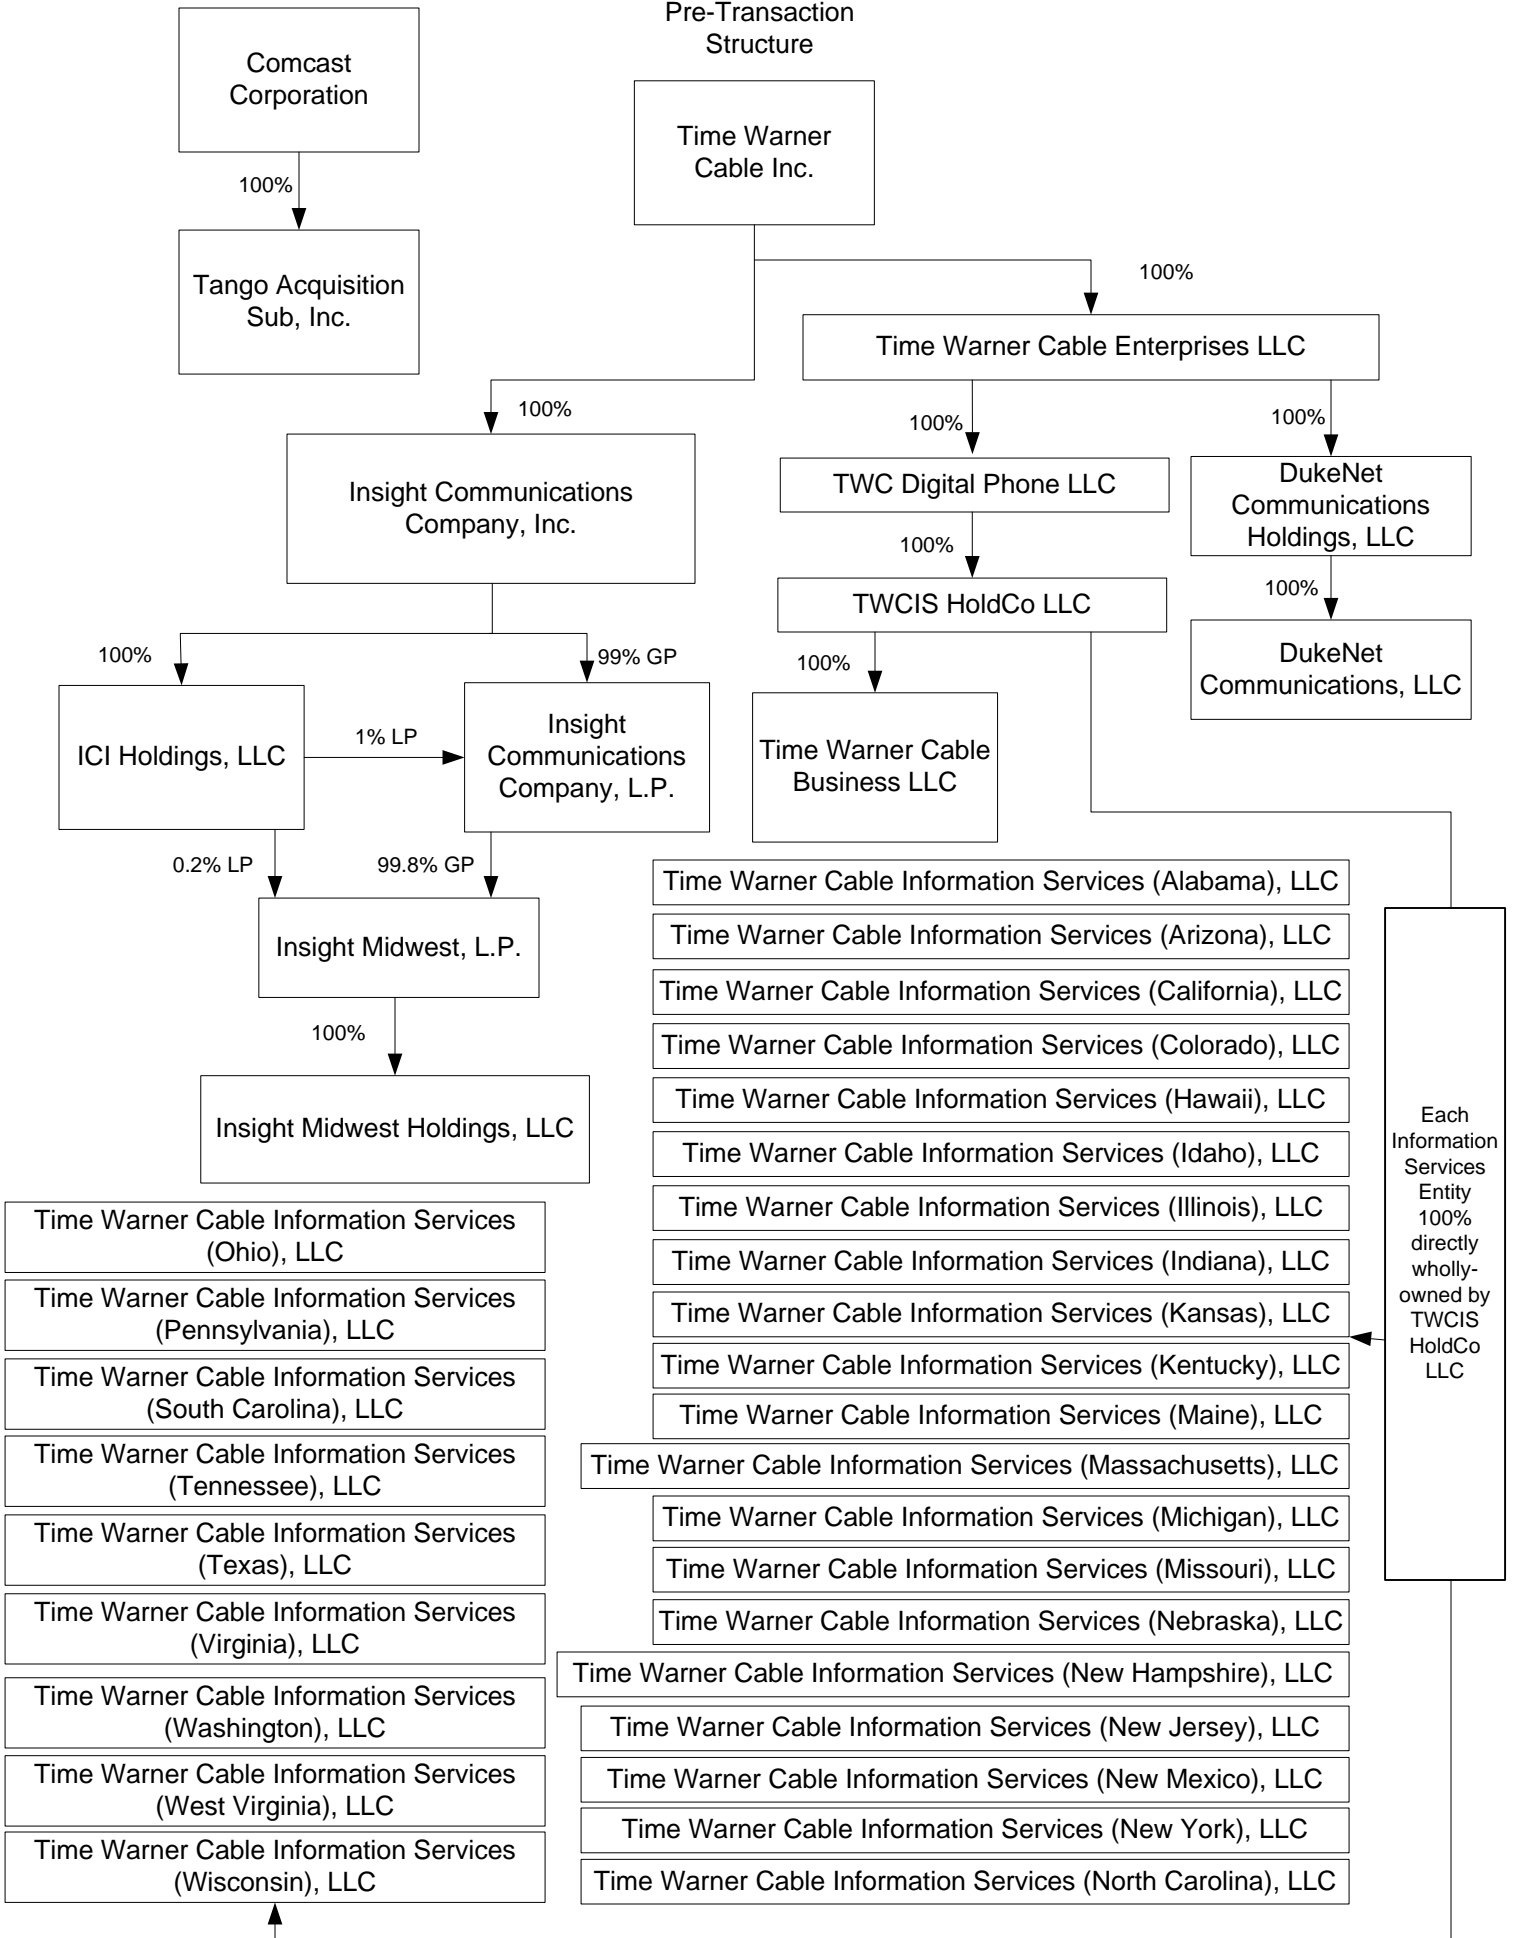 Pre-Transaction
Structure
Comcast
Corporation
100%
Tango Acquisition
Sub, Inc.
Time Warner
Cable Inc.
100%
Time Warner Cable Enterprises LLC
100%
Insight Communications
Company, Inc.
100%
TWC Digital Phone LLC
100%
DukeNet
Communications
Holdings, LLC
100%
TWCIS HoldCo LLC
100%
DukeNet
Communications, LLC
100%
Time Warner Cable
Business LLC
100%
ICI Holdings, LLC
99% GP
Insight
Communications
Company, L.P.
1% LP
0.2% LP
99.8% GP
Insight Midwest, L.P.
100%
Insight Midwest Holdings, LLC
Time Warner Cable Information Services (Alabama), LLC
Time Warner Cable Information Services (Arizona), LLC
Time Warner Cable Information Services (California), LLC
Time Warner Cable Information Services (Colorado), LLC
Time Warner Cable Information Services (Hawaii), LLC
Time Warner Cable Information Services (Idaho), LLC
Time Warner Cable Information Services (Illinois), LLC
Time Warner Cable Information Services (Indiana), LLC
Time Warner Cable Information Services (Kansas), LLC
Time Warner Cable Information Services (Kentucky), LLC
Time Warner Cable Information Services (Maine), LLC
Time Warner Cable Information Services (Massachusetts), LLC
Time Warner Cable Information Services (Michigan), LLC
Time Warner Cable Information Services (Missouri), LLC
Time Warner Cable Information Services (Nebraska), LLC
Time Warner Cable Information Services (New Hampshire), LLC
Time Warner Cable Information Services (New Jersey), LLC
Time Warner Cable Information Services (New Mexico), LLC
Time Warner Cable Information Services (New York), LLC
Time Warner Cable Information Services (North Carolina), LLC
Each
Information
Services
Entity
100%
directly
wholly-
owned by
TWCIS
HoldCo
LLC
Time Warner Cable Information Services
(Ohio), LLC
Time Warner Cable Information Services
(Pennsylvania), LLC
Time Warner Cable Information Services
(South Carolina), LLC
Time Warner Cable Information Services
(Tennessee), LLC
Time Warner Cable Information Services
(Texas), LLC
Time Warner Cable Information Services
(Virginia), LLC
Time Warner Cable Information Services
(Washington), LLC
Time Warner Cable Information Services
(West Virginia), LLC
Time Warner Cable Information Services
(Wisconsin), LLC